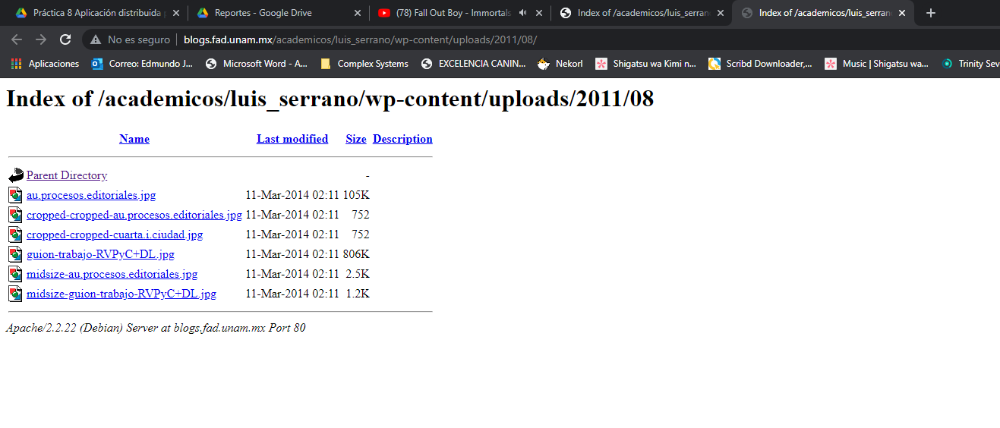 Práctica 8 Aplicación distribuida
Reportes - Google Drive
(78) Fall Out Boy - Immortals
Index of /academicos/luis_serran
Index of /academicos/luis_serran
No es seguro
blogs.fad.unam.mx/academicos/luis_serrano/wp-content/uploads/2011/08/
Aplicaciones
Correo: Edmundo J...
Microsoft Word - A...
Complex Systems
EXCELENCIA CANIN...
Nekorl
Shigatsu wa Kimi n...
Scribd Downloader,...
Music | Shigatsu wa...
Trinity Sev
Index of /academicos/luis_serrano/wp-content/uploads/2011/08
Name Last modified Size Description
Parent Directory -
au.procesos.editoriales.jpg 11-Mar-2014 02:11 105K
cropped-cropped-au.procesos.editoriales.jpg 11-Mar-2014 02:11 752
cropped-cropped-cuarta.i.ciudad.jpg 11-Mar-2014 02:11 752
guion-trabajo-RVPyC+DL.jpg 11-Mar-2014 02:11 806K
midsize-au.procesos.editoriales.jpg 11-Mar-2014 02:11 2.5K
midsize-guion-trabajo-RVPyC+DL.jpg 11-Mar-2014 02:11 1.2K
Apache/2.2.22 (Debian) Server at blogs.fad.unam.mx Port 80